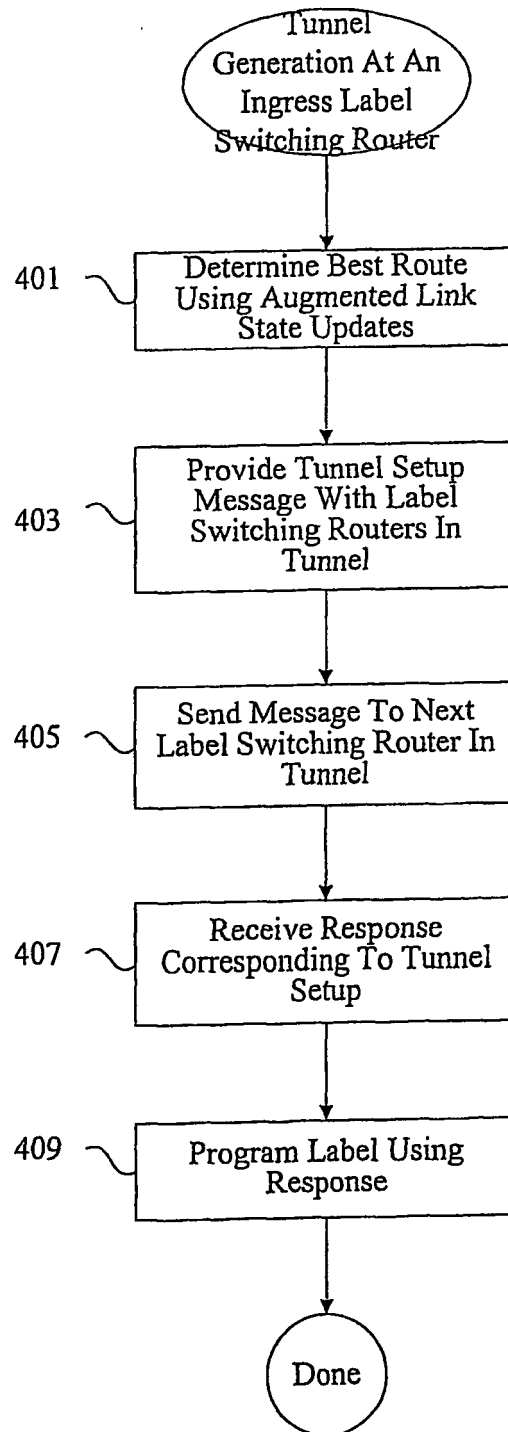 Tunnel
Generation At An
Ingress Label
Switching Router
401
Determine Best Route
Using Augmented Link
State Updates
403
Provide Tunnel Setup
Message With Label
Switching Routers In
Tunnel
405
Send Message To Next
Label Switching Router In
Tunnel
407
Receive Response
Corresponding To Tunnel
Setup
409
Program Label Using
Response
Done